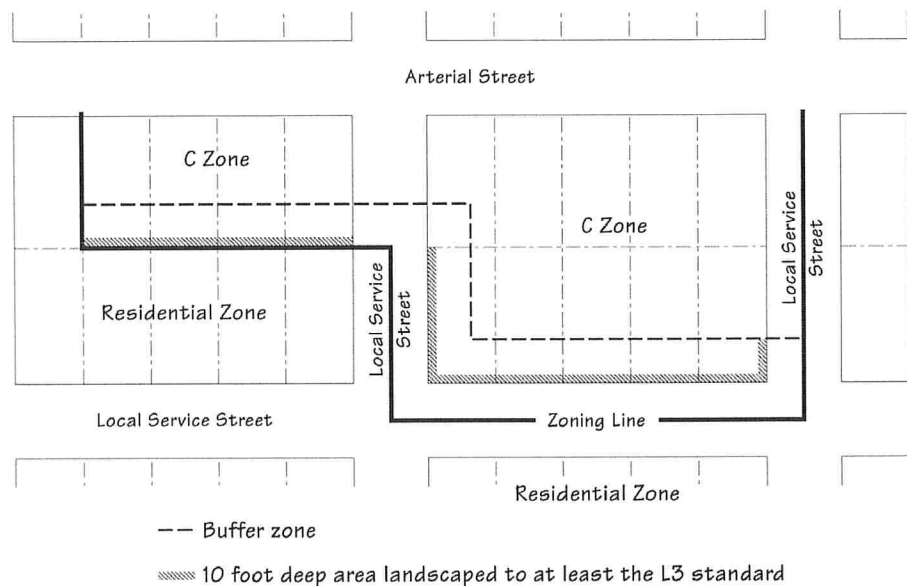 Arterial Street
C Zone
C Zone
Local Service
Street
Residential Zone
Local Service
Street
Local Service Street
Zoning Line
Residential Zone
Buffer zone
10 foot deep area landscaped to at least the L3 standard